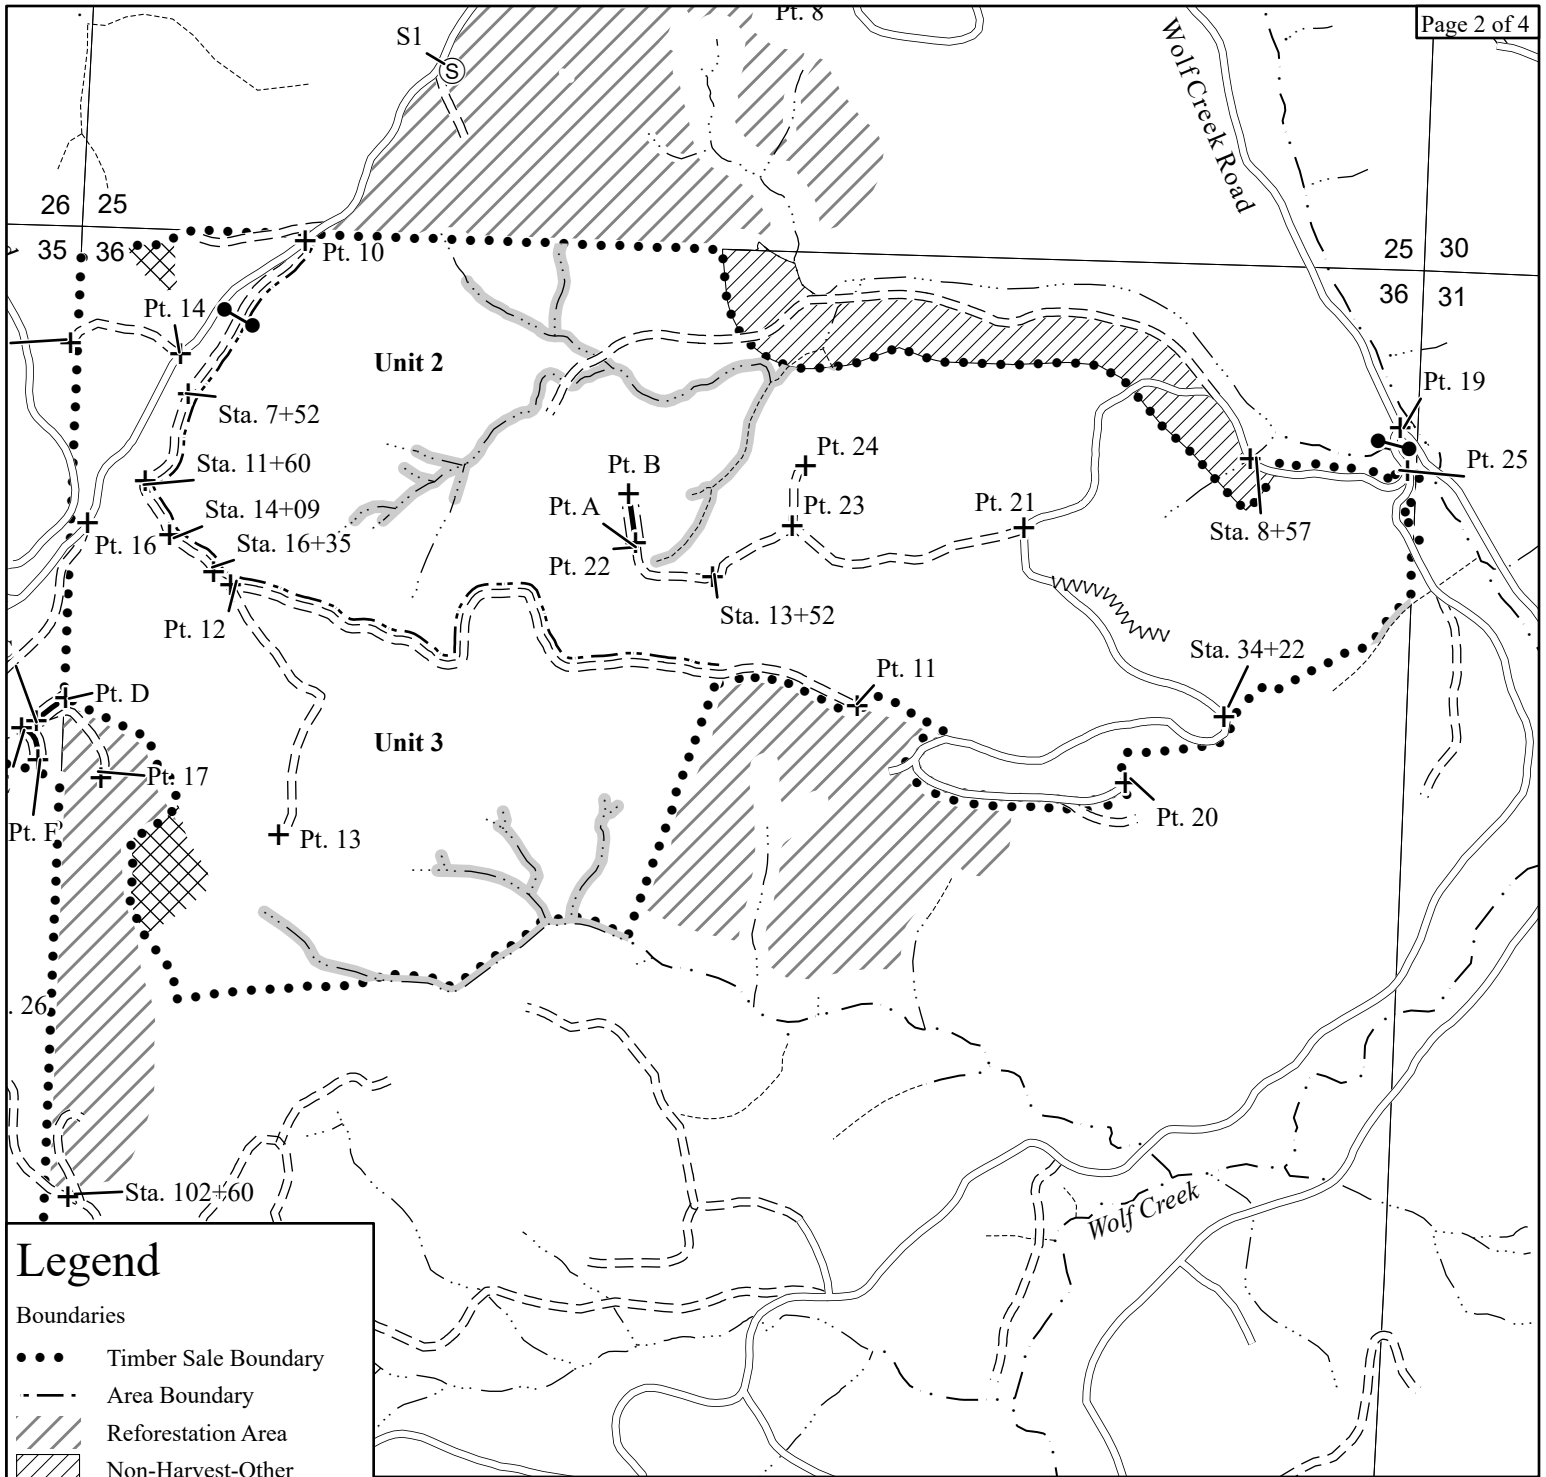 Pt. 8
Page 2 of 4
S1
S
Wolf Creek Road
26 25
35 36
Pt. 10
25 30
36 31
Pt. 14
Unit 2
Pt. 19
Sta. 7+52
Pt. 24
Sta. 11+60
Pt. B
Pt. 25
Pt. A
Pt. 23
Pt. 21
Sta. 14+09
Sta. 8+57
Pt. 16
Sta. 16+35
Pt. 22
Sta. 13+52
Pt. 12
Sta. 34+22
Pt. 11
Pt. D
Unit 3
Pt. 17
Pt. 20
Pt. F
Pt. 13
. 26
Sta. 102+60
Wolf Creek
Legend
Boundaries
Timber Sale Boundary
Area Boundary
Reforestation Area
Non-Harvest-Other